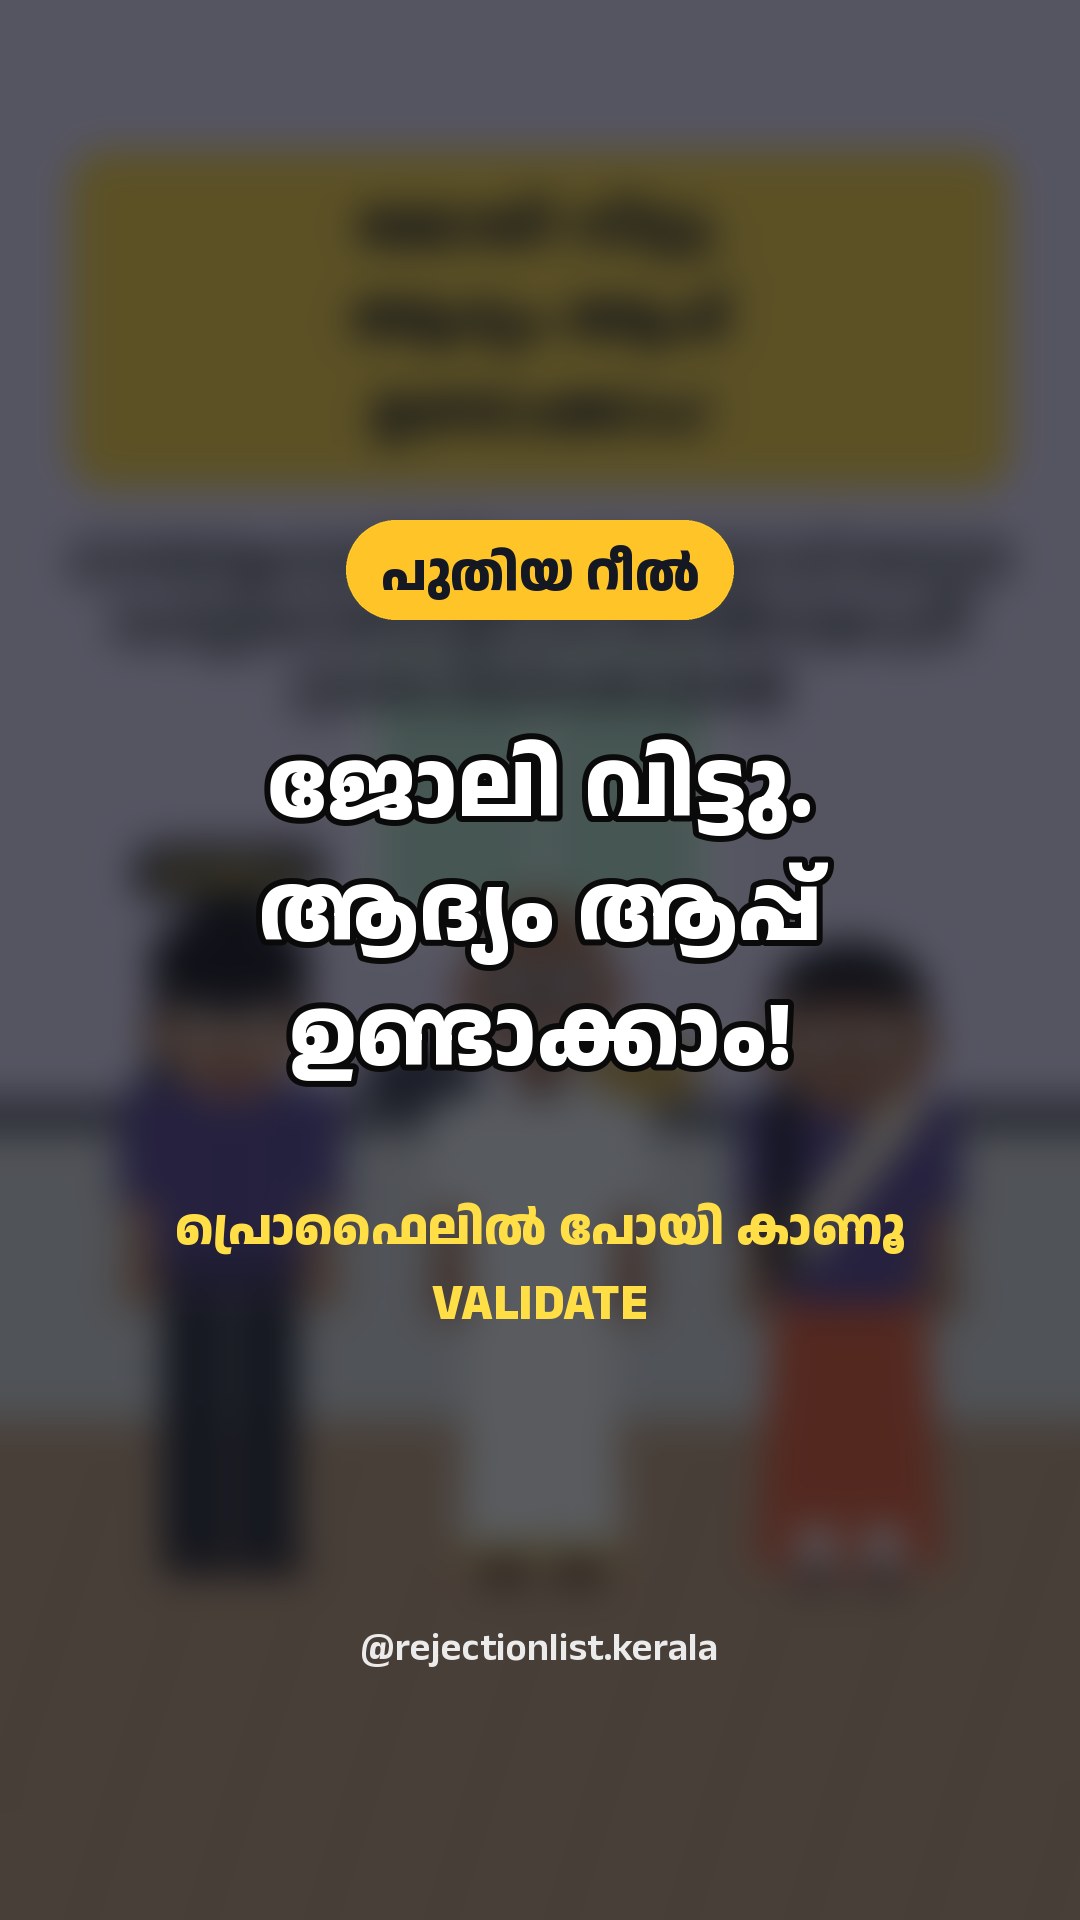 പുതിയ റീൽ
ജോലി വിട്ടു.
ആദ്യം ആപ്പ്
ഉണ്ടാക്കാം!
പ്രൊഫൈലിൽ പോയി കാണൂ
VALIDATE
@rejectionlist.kerala